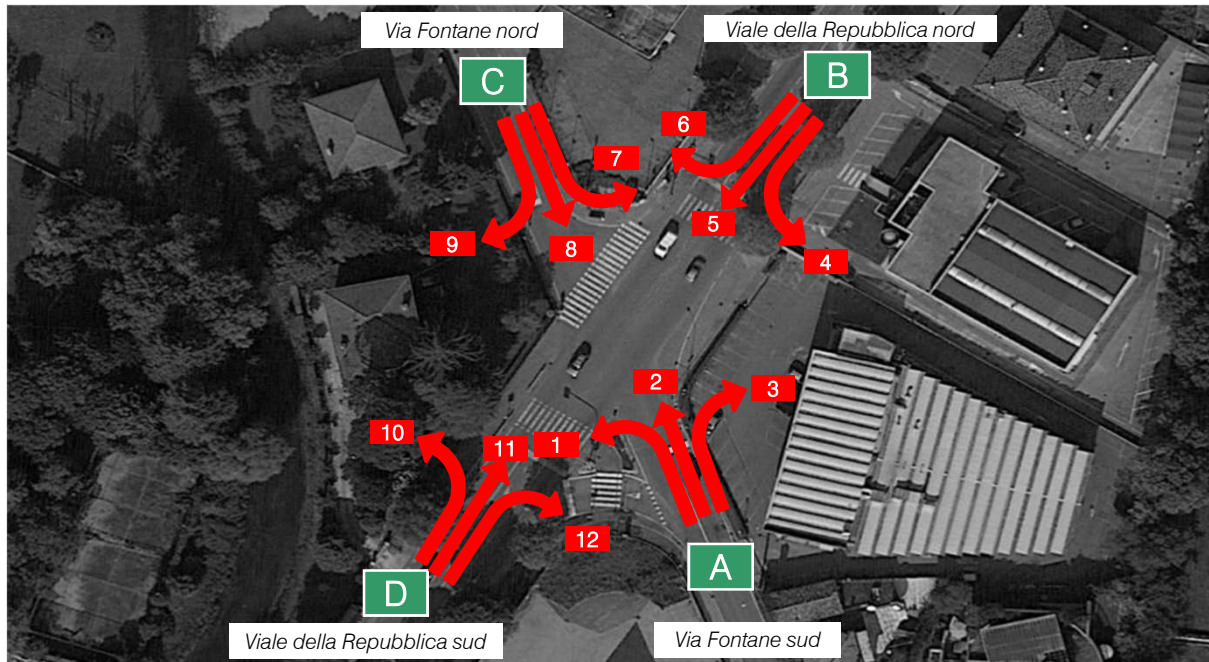 Via Fontane nord
Viale della Repubblica nord
C
B
6
7
5
9
8
4
2
3
10
11
1
12
A
D
Viale della Repubblica sud
Via Fontane sud